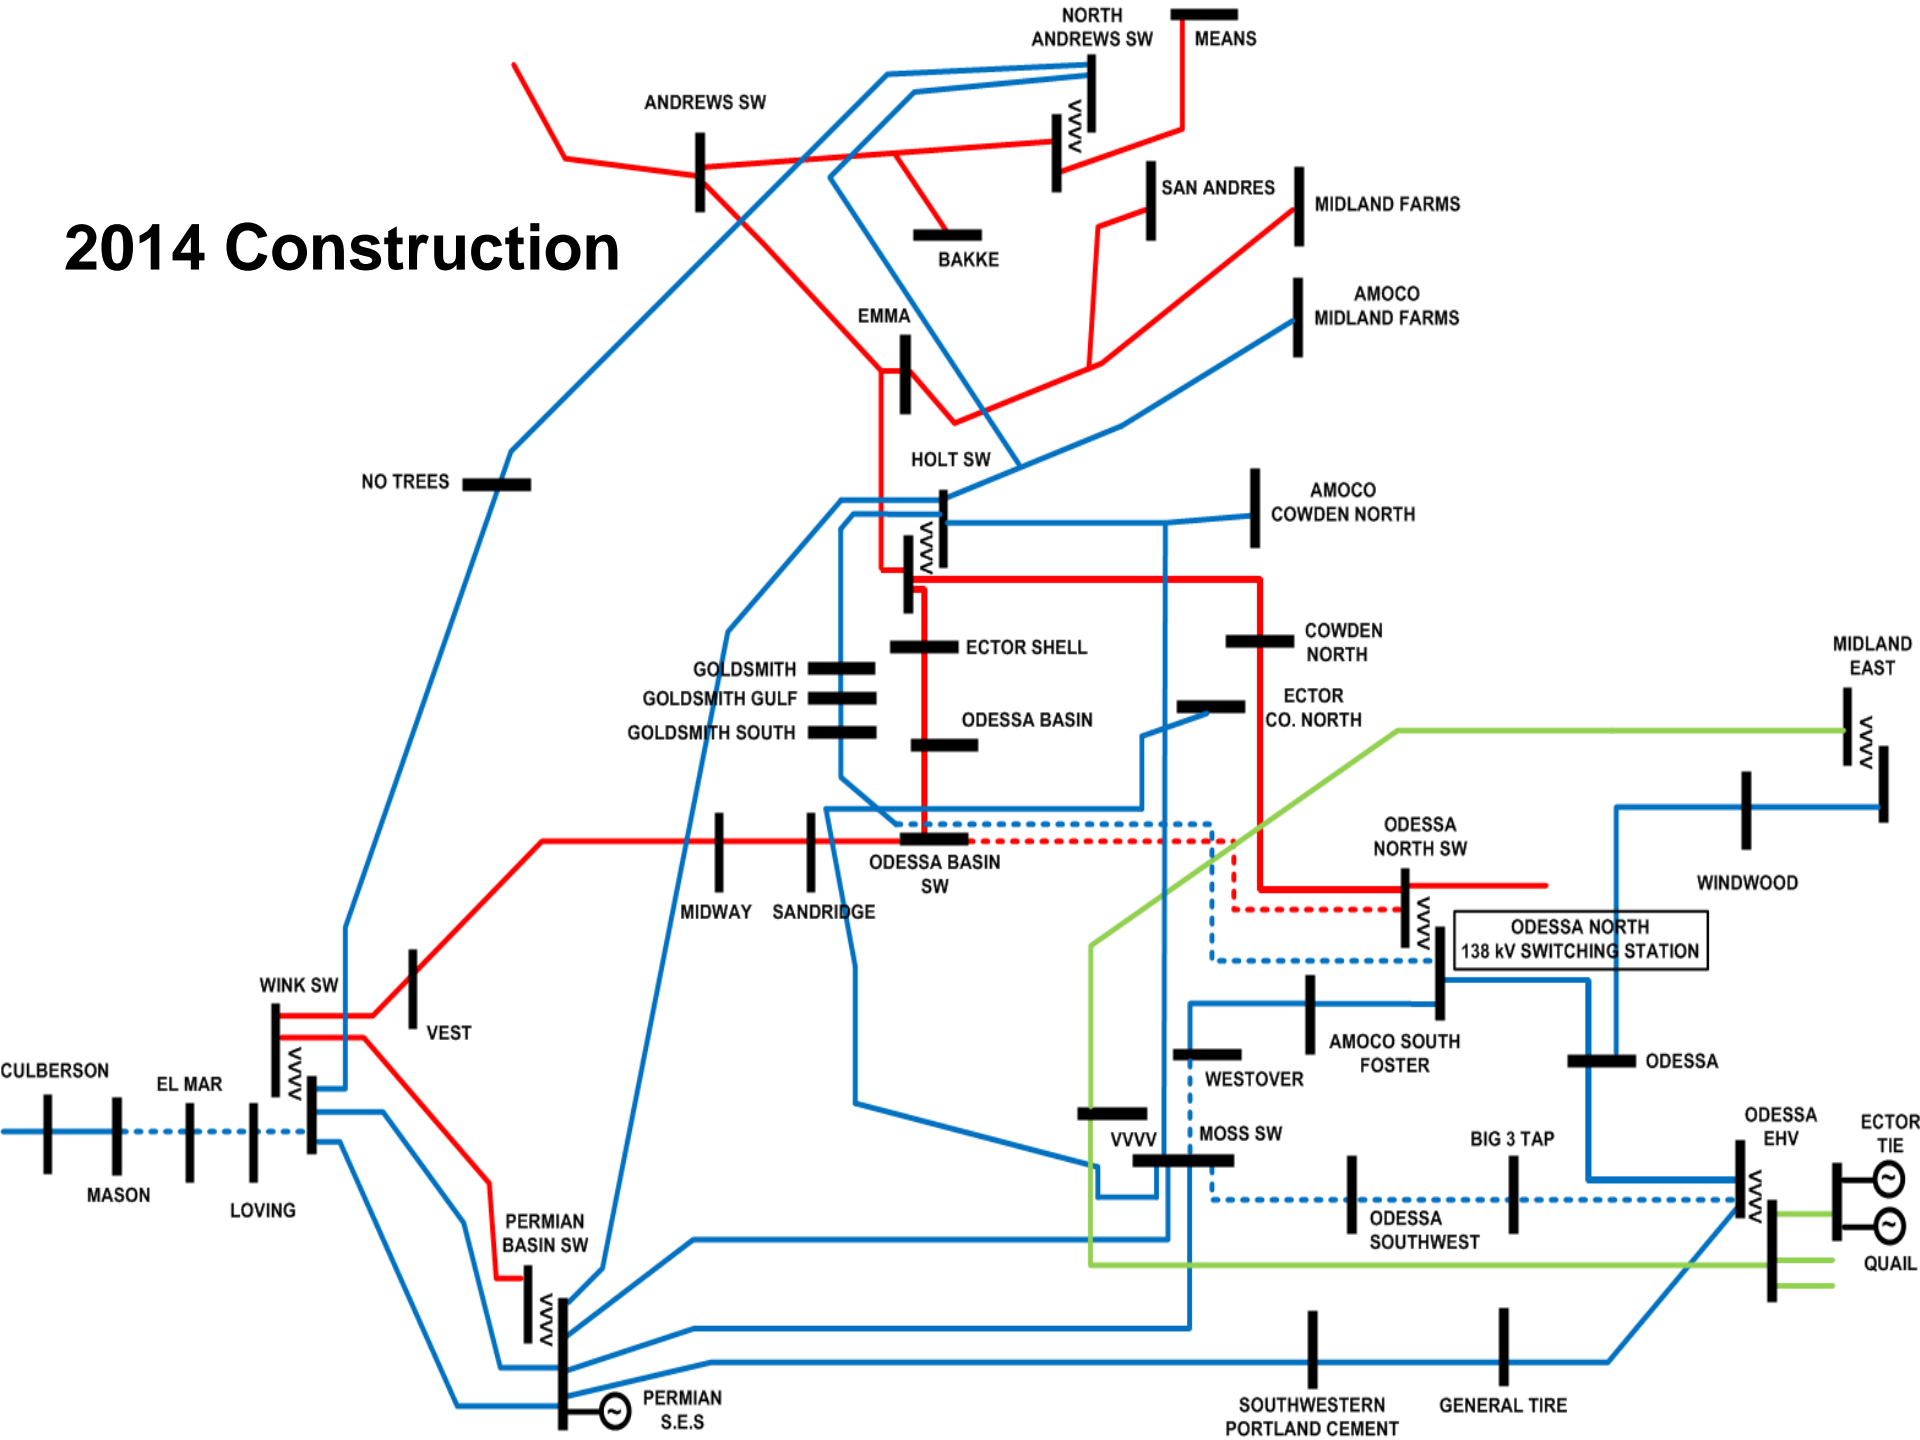 NORTH
ANDREWS SW
MEANS
ANDREWS SW
SAN ANDRES
MIDLAND FARMS
2014 Construction
BAKKE
AMOCO
MIDLAND FARMS
EMMA
HOLT SW
NO TREES
AMOCO
COWDEN NORTH
COWDEN
NORTH
ECTOR SHELL
MIDLAND
EAST
GOLDSMITH
GOLDSMITH GULF
GOLDSMITH SOUTH
ECTOR
CO. NORTH
ODESSA BASIN
ODESSA
NORTH SW
ODESSA BASIN
SW
WINDWOOD
MIDWAY
SANDRIDGE
ODESSA NORTH
138 kV SWITCHING STATION
WINK SW
VEST
AMOCO SOUTH
FOSTER
ODESSA
CULBERSON
EL MAR
WESTOVER
MASON
LOVING
MOSS SW
BIG 3 TAP
ODESSA
EHV
ECTOR
TIE
PERMIAN
BASIN SW
ODESSA
SOUTHWEST
QUAIL
PERMIAN
S.E.S
SOUTHWESTERN
PORTLAND CEMENT
GENERAL TIRE